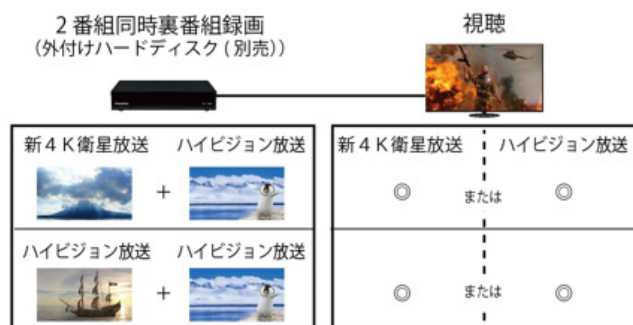 ２番組同時裏番組録画
（外付けハードディスク(別売)）
視聴
新４Ｋ衛星放送 ハイビジョン放送
＋
ハイビジョン放送 ハイビジョン放送
＋
新４Ｋ衛星放送 ハイビジョン放送
◎ または ◎
◎ または ◎